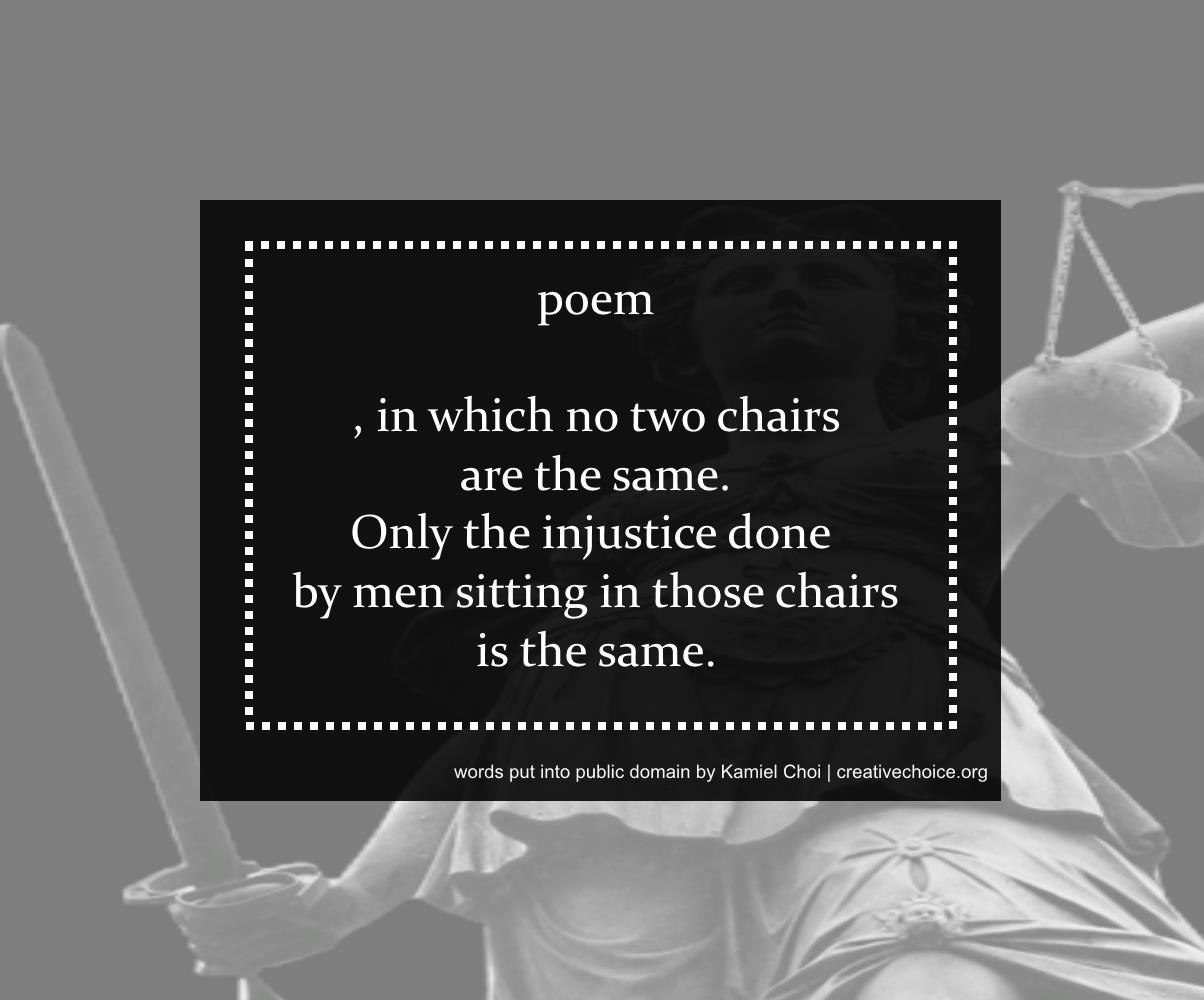 poem
, in which no two chairs
are the same.
Only the injustice done
by men sitting in those chairs
is the same.
words put into public domain by Kamiel Choi | creativechoice.org